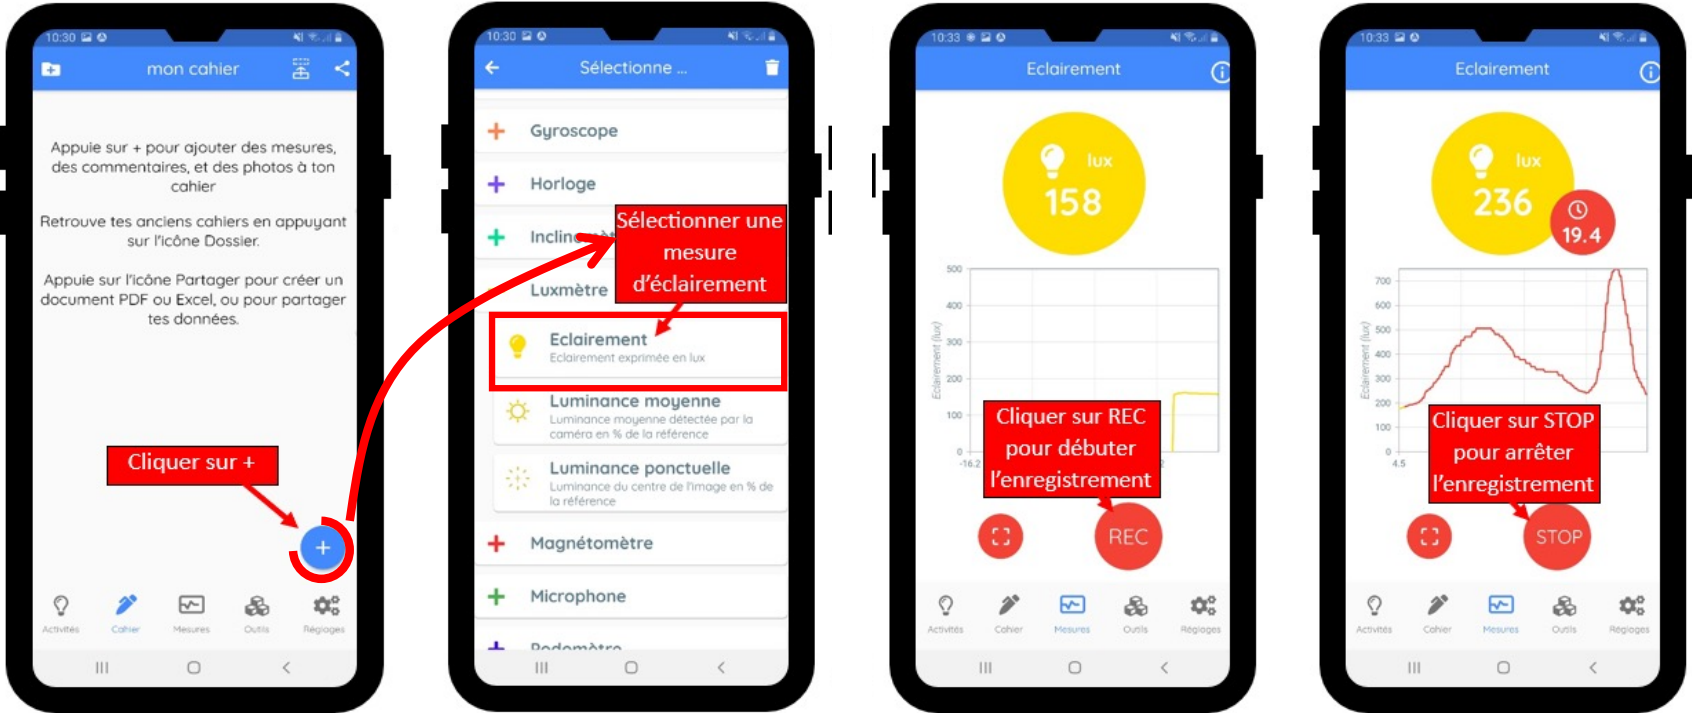 10:30
mon cahier
Appuie sur + pour ajouter des mesures,
des commentaires, et des photos à ton
cahier
Retrouve tes anciens cahiers en appuyant
sur l'icône Dossier.
Appuie sur l'icône Partager pour créer un
document PDF ou Excel, ou pour partager
tes données.
Cliquer sur +
+
Activités
Cahier
Mesures
Outils
Réglages
10:30
Sélectionne ...
Gyroscope
Horloge
Sélectionner une
mesure
d'éclairement
Luxmètre
Eclairement
Eclairement exprimée en lux
Luminance moyenne
Luminance moyenne détectée par la
caméra en % de la référence
Luminance ponctuelle
Luminance du centre de l'image en % de
la référence
Magnétomètre
Microphone
Podomètre
10:33
Eclairement
lux
158
500
400
300
200
100
0
Eclairement (lux)
-16.2
Cliquer sur REC
pour débuter
l'enregistrement
REC
Activités
Cahier
Mesures
Outils
Réglages
10:33
Eclairement
lux
236
19.4
700
600
500
400
300
200
100
0
Eclairement (lux)
4.5
Cliquer sur STOP
pour arrêter
l'enregistrement
STOP
Activités
Cahier
Mesures
Outils
Réglages